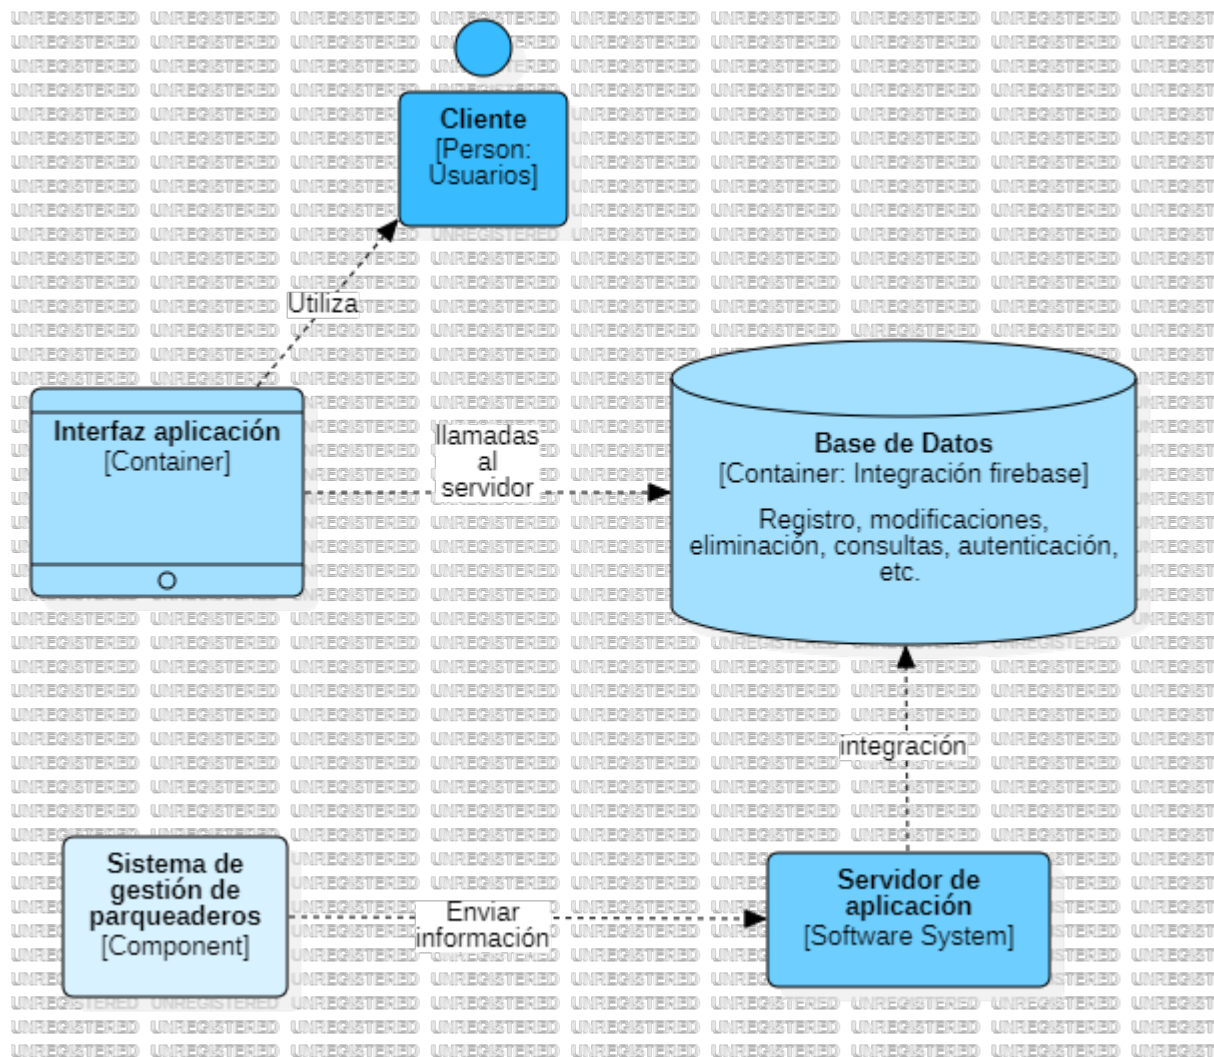 UNREGISTERED
Cliente
[Person:
Usuarios]
Utiliza
Interfaz aplicación
[Container]
llamadas
al
servidor
Base de Datos
[Container: Integración firebase]
Registro, modificaciones,
eliminación, consultas, autenticación,
etc.
integración
Sistema de
gestión de
parqueaderos
[Component]
Enviar
información
Servidor de
aplicación
[Software System]